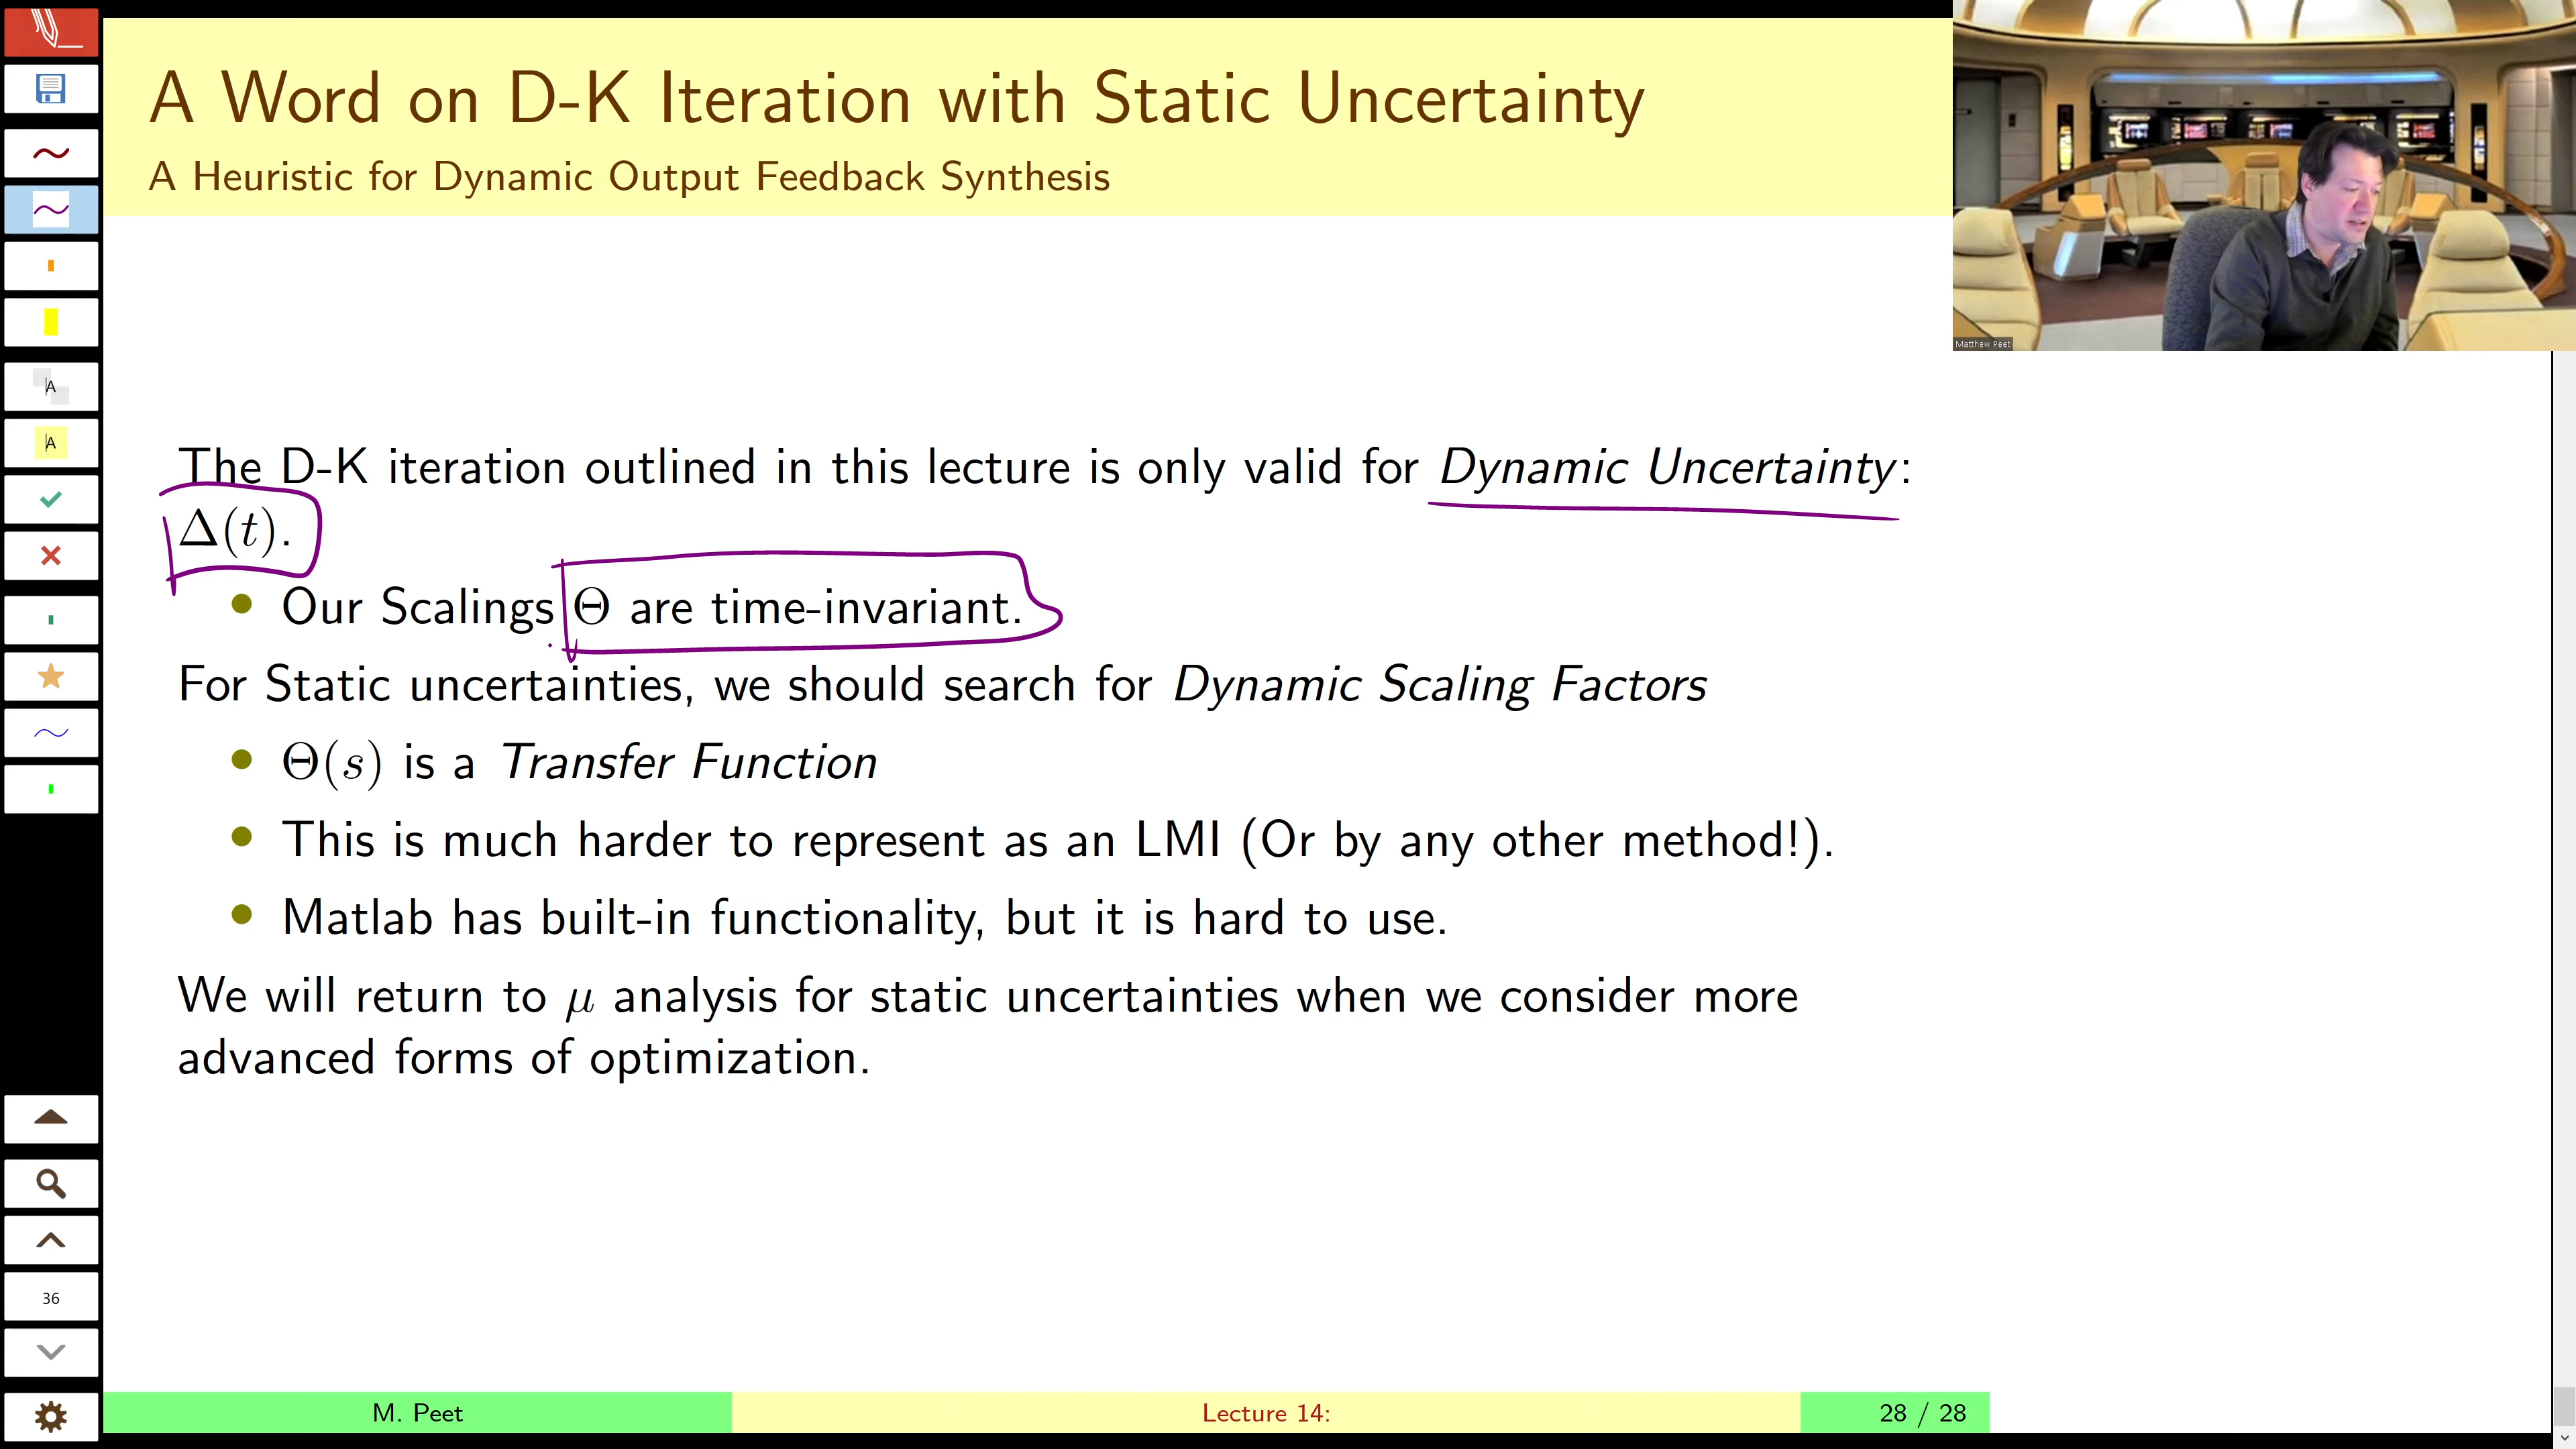 A Word on D-K Iteration with Static Uncertainty
A Heuristic for Dynamic Output Feedback Synthesis
Matthew Peet
The D-K iteration outlined in this lecture is only valid for Dynamic Uncertainty:
Δ(t).
• Our Scalings Θ are time-invariant.
For Static uncertainties, we should search for Dynamic Scaling Factors
• Θ(s) is a Transfer Function
• This is much harder to represent as an LMI (Or by any other method!).
• Matlab has built-in functionality, but it is hard to use.
We will return to μ analysis for static uncertainties when we consider more
advanced forms of optimization.
A
A
36
M. Peet
Lecture 14:
28 / 28